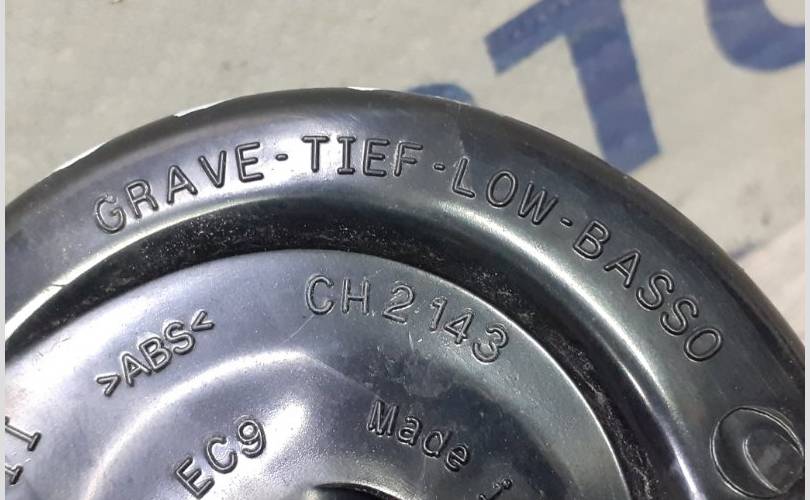 GRAVE-TIEF-LOW-BASSO
CH 2143
>ABS<
EC9
Made